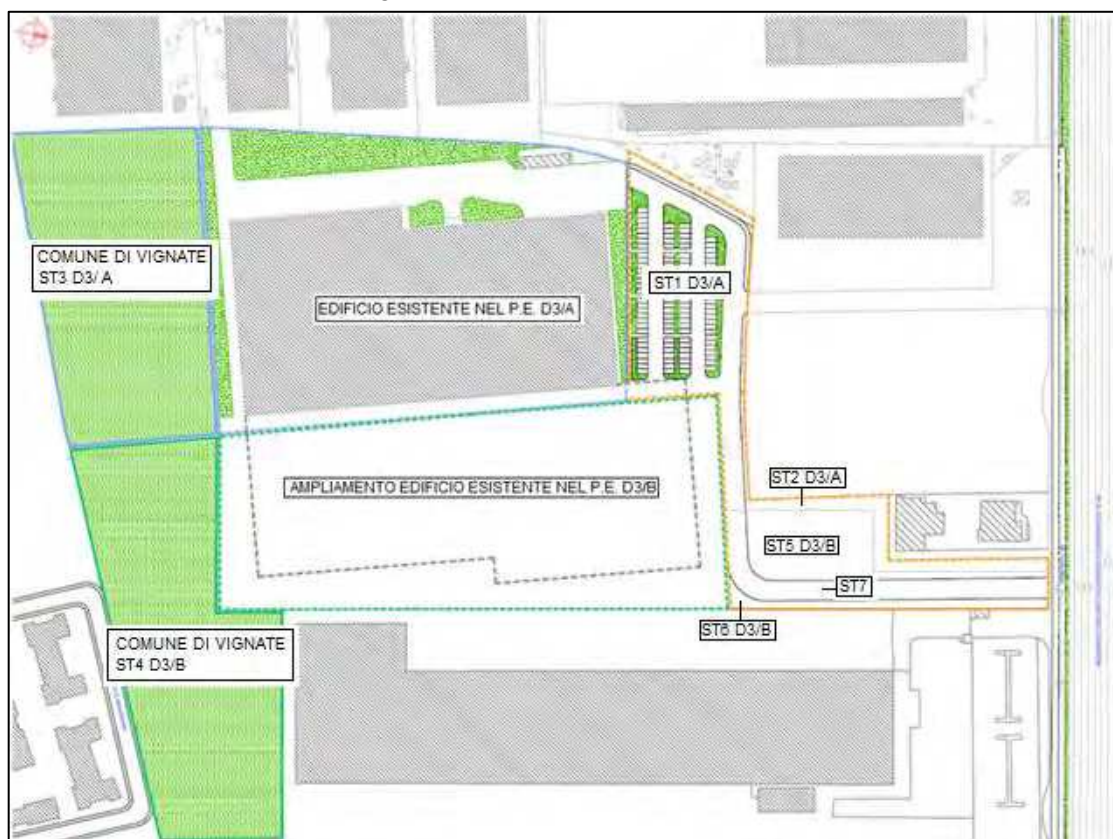 COMUNE DI VIGNATE
ST3 D3/ A
ST1 D3/A
EDIFICIO ESISTENTE NEL P.E. D3/A
AMPLIAMENTO EDIFICIO ESISTENTE NEL P.E. D3/B
ST2 D3/A
ST5 D3/B
ST7
ST6 D3/B
COMUNE DI VIGNATE
ST4 D3/B